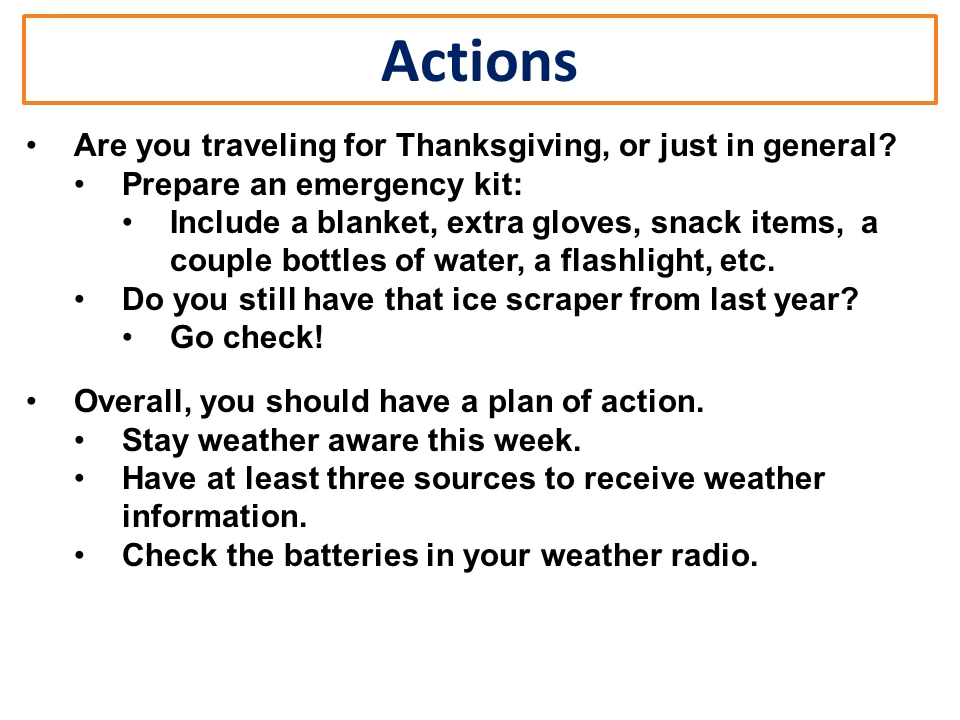 Actions
• Are you traveling for Thanksgiving, or just in general?
• Prepare an emergency kit:
• Include a blanket, extra gloves, snack items,  a
couple bottles of water, a flashlight, etc.
• Do you still have that ice scraper from last year?
• Go check!
• Overall, you should have a plan of action.
• Stay weather aware this week.
• Have at least three sources to receive weather
information.
• Check the batteries in your weather radio.